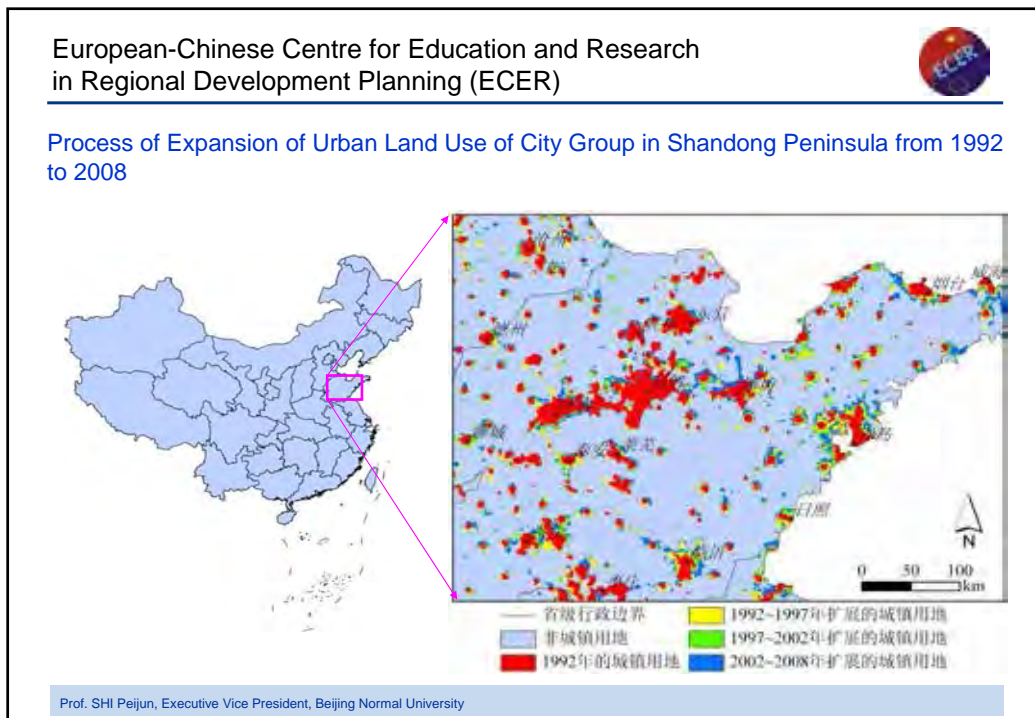 European-Chinese Centre for Education and Research
in Regional Development Planning (ECER)
ECER
Process of Expansion of Urban Land Use of City Group in Shandong Peninsula from 1992
to 2008
烟台
日照
N
0 50 100
km
省级行政边界
非城镇用地
1992年的城镇用地
1992~1997年扩展的城镇用地
1997~2002年扩展的城镇用地
2002~2008年扩展的城镇用地
Prof. SHI Peijun, Executive Vice President, Beijing Normal University